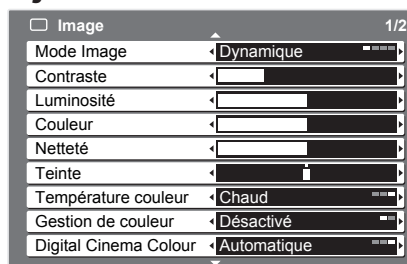 Image 1/2
Mode Image Dynamique
Contraste
Luminosité
Couleur
Netteté
Teinte
Température couleur Chaud
Gestion de couleur Désactivé
Digital Cinema Colour Automatique